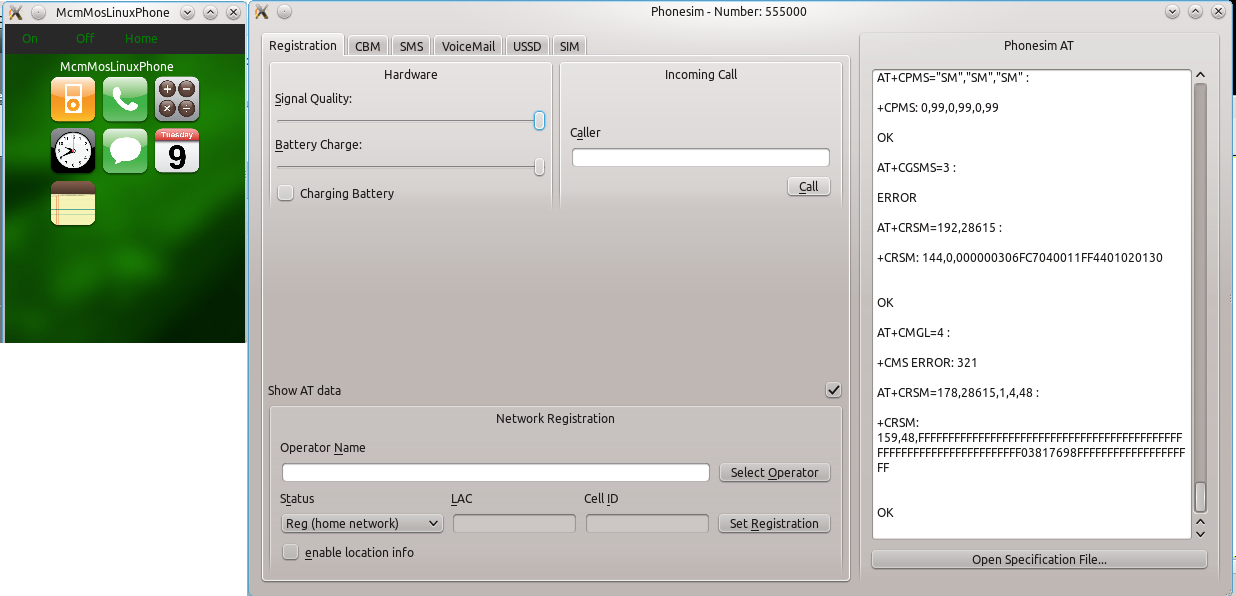 McmMosLinuxPhone
On Off Home
McmMosLinuxPhone
Tuesday
9
Phonesim - Number: 555000
Registration CBM SMS VoiceMail USSD SIM
Hardware
Signal Quality:
Battery Charge:
Charging Battery
Incoming Call
Caller
Call
Show AT data
Network Registration
Operator Name
Select Operator
Status LAC Cell ID
Reg (home network) Set Registration
enable location info
Phonesim AT
AT+CPMS="SM","SM","SM" :
+CPMS: 0,99,0,99,0,99
OK
AT+CGSMS=3 :
ERROR
AT+CRSM=192,28615 :
+CRSM: 144,0,000000306FC7040011FF4401020130
OK
AT+CMGL=4 :
+CMS ERROR: 321
AT+CRSM=178,28615,1,4,48 :
+CRSM:
159,48,FFFFFFFFFFFFFFFFFFFFFFFFFFFFFFFFFFFFFFFFFFFF
FFFFFFFFFFFFFFFFFFFFFFFF03817698FFFFFFFFFFFFFFFFFF
FF
OK
Open Specification File...